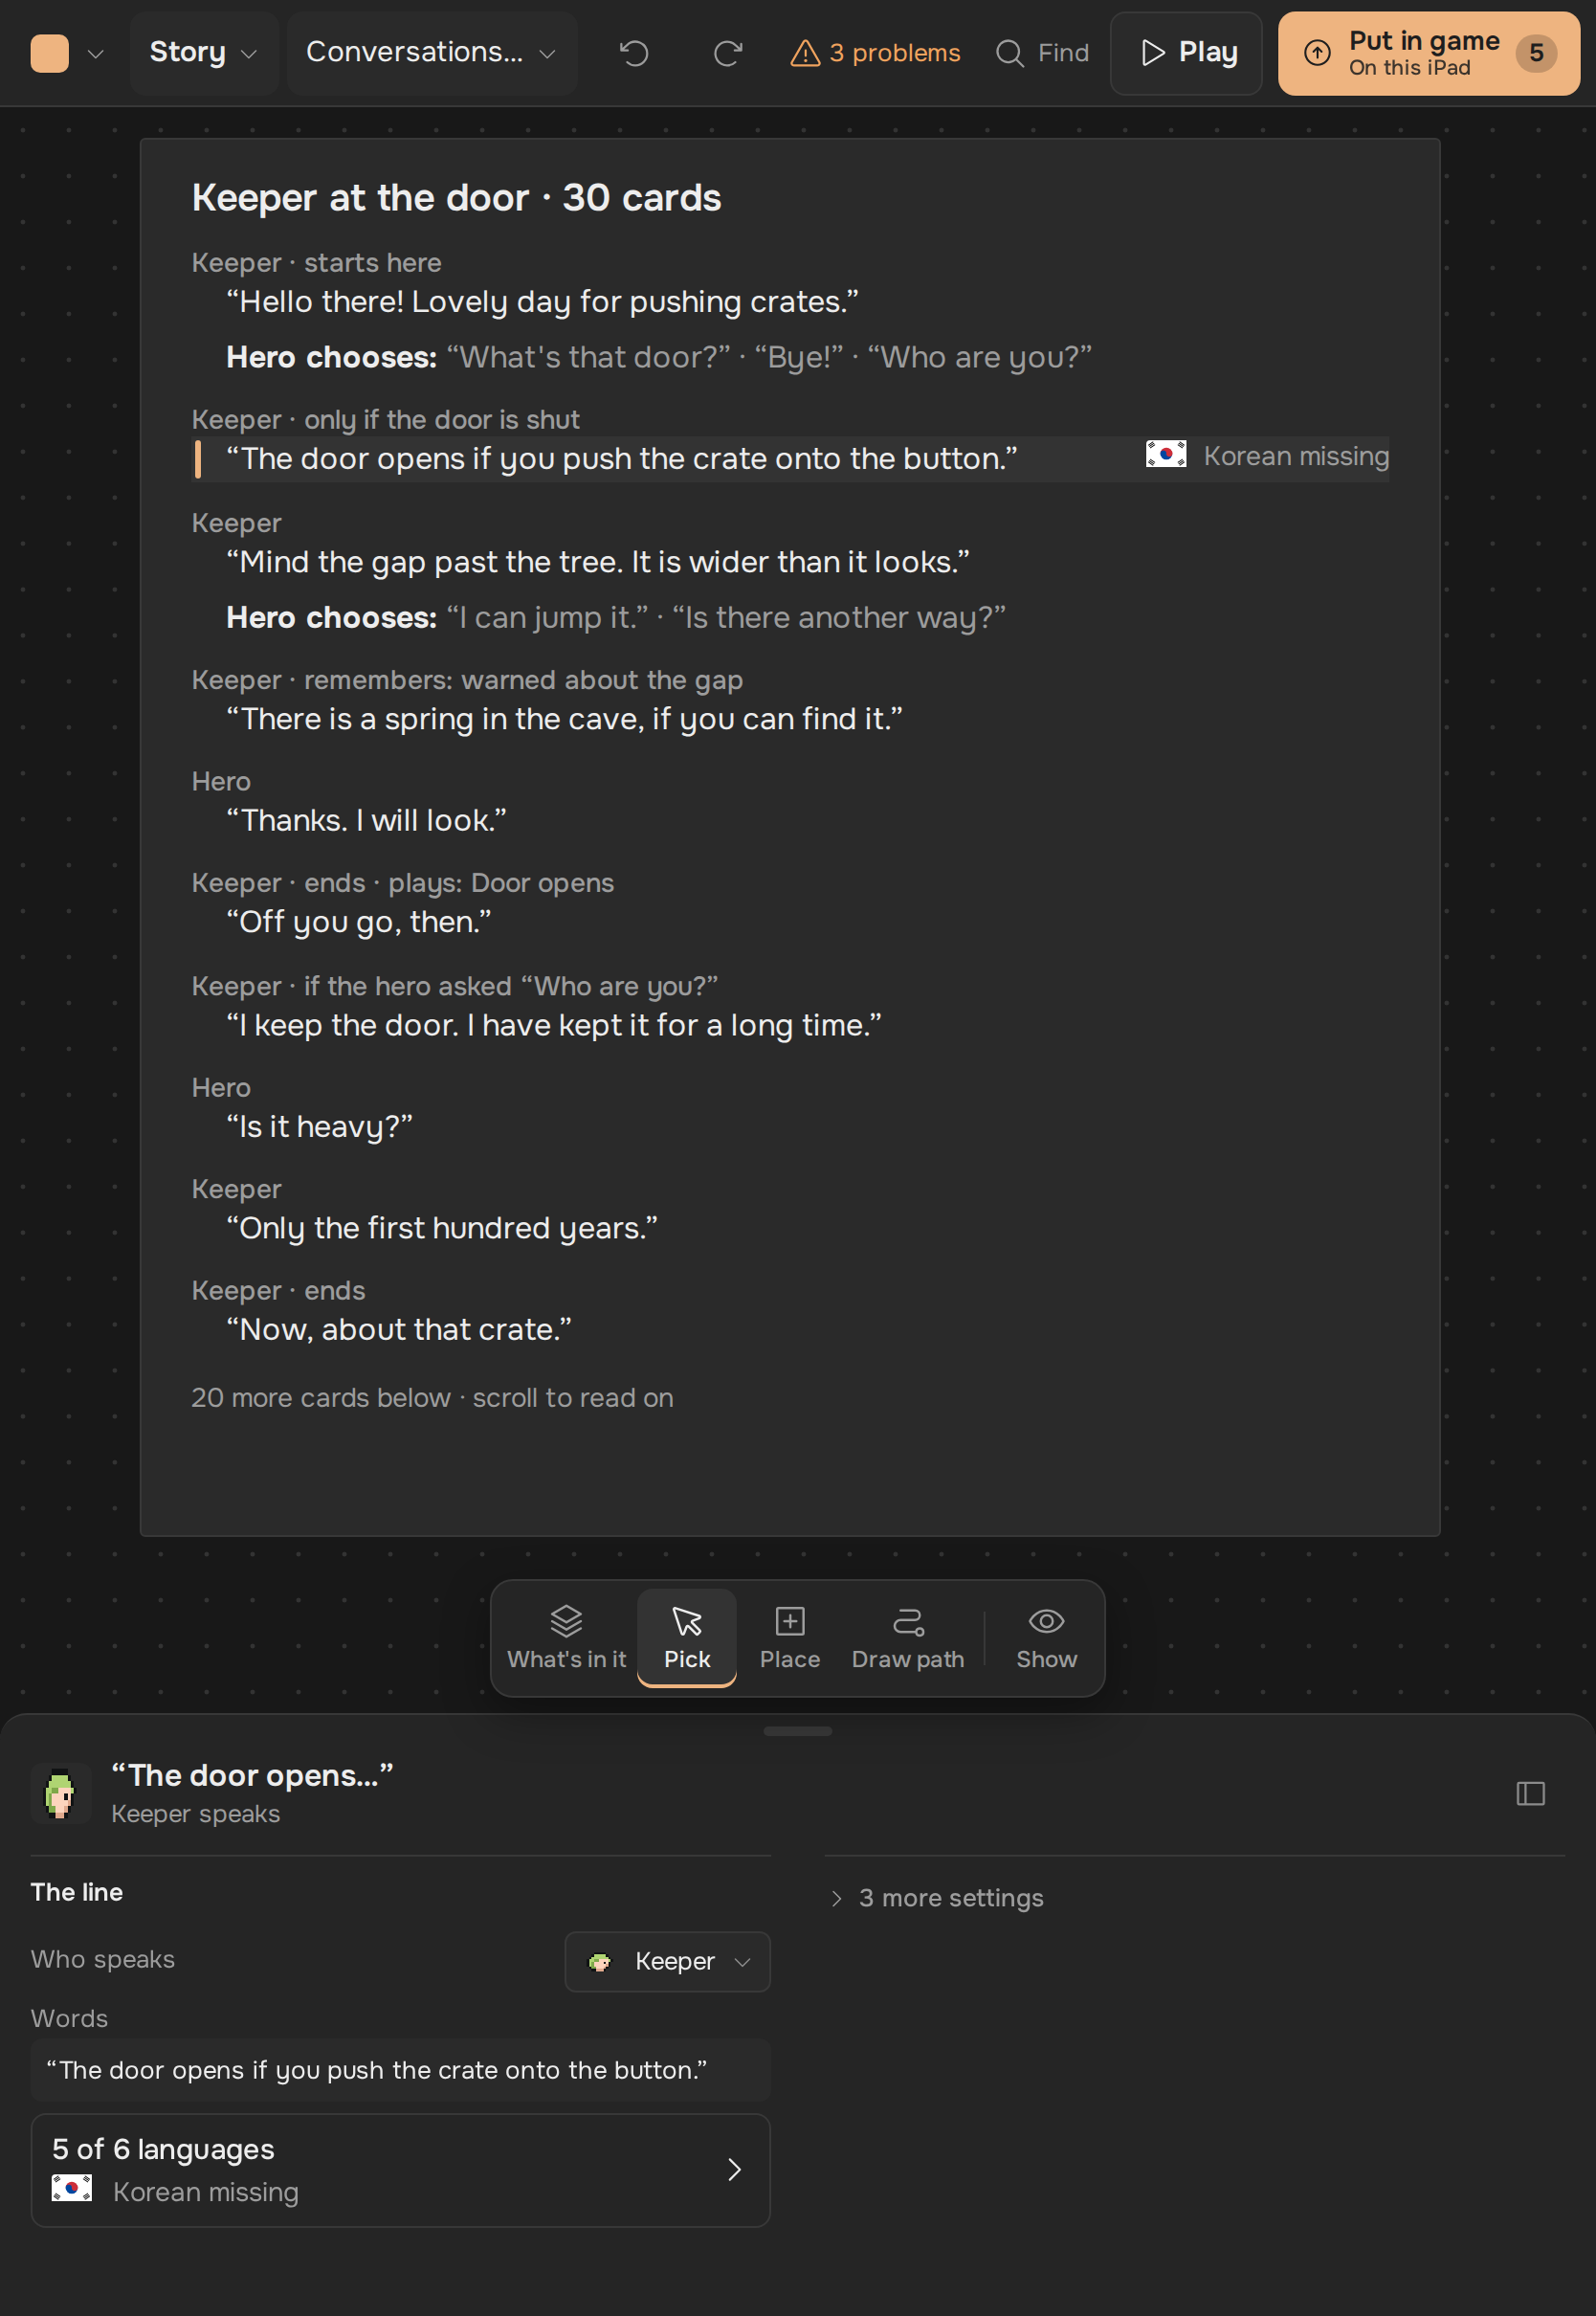 Story
Conversations...
3 problems
Find
Play
Put in game
On this iPad
5
Keeper at the door · 30 cards
Keeper · starts here
“Hello there! Lovely day for pushing crates.”
Hero chooses: “What's that door?” · “Bye!” · “Who are you?”
Keeper · only if the door is shut
“The door opens if you push the crate onto the button.”
Korean missing
Keeper
“Mind the gap past the tree. It is wider than it looks.”
Hero chooses: “I can jump it.” · “Is there another way?”
Keeper · remembers: warned about the gap
“There is a spring in the cave, if you can find it.”
Hero
“Thanks. I will look.”
Keeper · ends · plays: Door opens
“Off you go, then.”
Keeper · if the hero asked “Who are you?”
“I keep the door. I have kept it for a long time.”
Hero
“Is it heavy?”
Keeper
“Only the first hundred years.”
Keeper · ends
“Now, about that crate.”
20 more cards below · scroll to read on
What's in it
Pick
Place
Draw path
Show
“The door opens...”
Keeper speaks
The line
3 more settings
Who speaks
Keeper
Words
“The door opens if you push the crate onto the button.”
5 of 6 languages
Korean missing